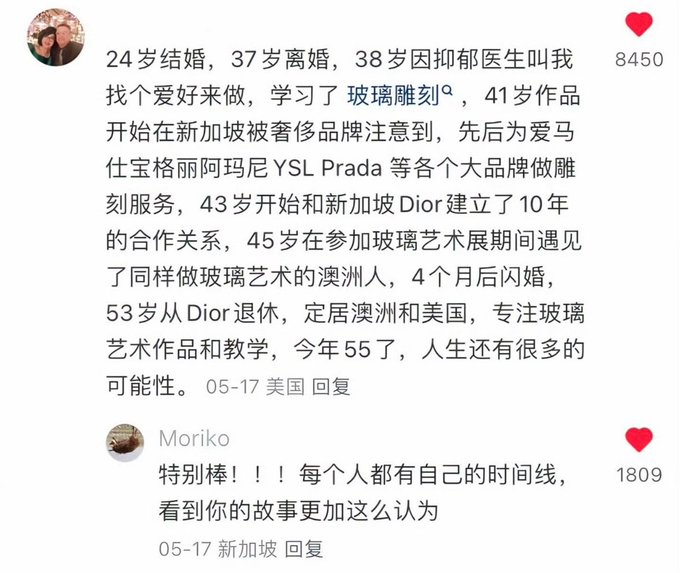 24岁结婚，37岁离婚，38岁因抑郁医生叫我
找个爱好来做，学习了 玻璃雕刻，41岁作品
开始在新加坡被奢侈品牌注意到，先后为爱马
仕宝格丽阿玛尼YSL Prada 等各个大品牌做雕
刻服务，43岁开始和新加坡Dior建立了10年
的合作关系，45岁在参加玻璃艺术展期间遇见
了同样做玻璃艺术的澳洲人，4个月后闪婚，
53岁从Dior退休，定居澳洲和美国，专注玻璃
艺术作品和教学，今年55了，人生还有很多的
可能性。 05-17 美国 回复
8450
Moriko
特别棒！！！每个人都有自己的时间线，
看到你的故事更加这么认为
05-17 新加坡 回复
1809